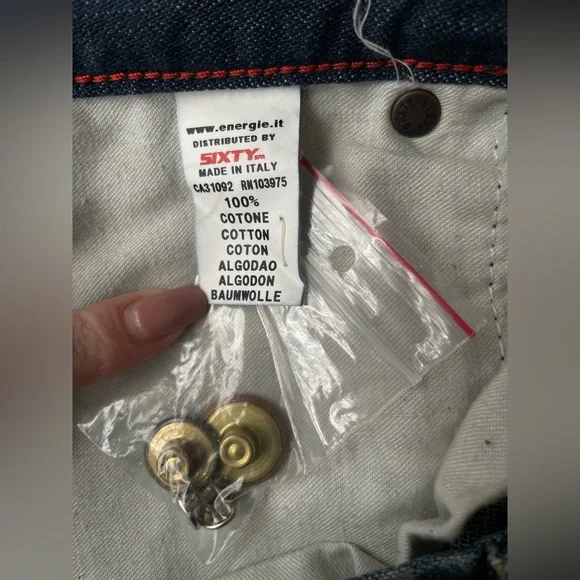 www.energie.it
DISTRIBUTED BY
SIXTY
MADE IN ITALY
CA31092 RN103975
100%
COTONE
COTTON
COTON
ALGODAO
ALGODON
BAUMWOLLE